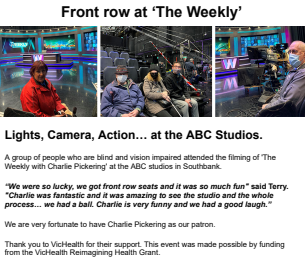 Front row at ‘The Weekly’
Lights, Camera, Action… at the ABC Studios.
A group of people who are blind and vision impaired attended the filming of 'The
Weekly with Charlie Pickering' at the ABC studios in Southbank.
“We were so lucky, we got front row seats and it was so much fun" said Terry.
"Charlie was fantastic and it was amazing to see the studio and the whole
process… we had a ball. Charlie is very funny and we had a good laugh.”
We are very fortunate to have Charlie Pickering as our patron.
Thank you to VicHealth for their support. This event was made possible by funding
from the VicHealth Reimagining Health Grant.